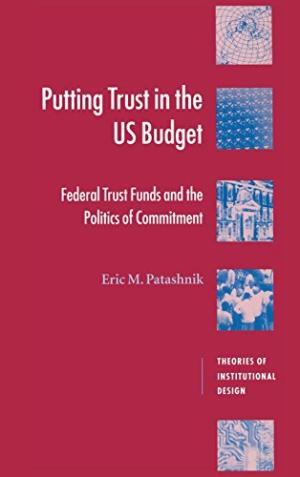 Putting Trust in the
US Budget
Federal Trust Funds and the
Politics of Commitment
Eric M. Patashnik
THEORIES OF
INSTITUTIONAL
DESIGN